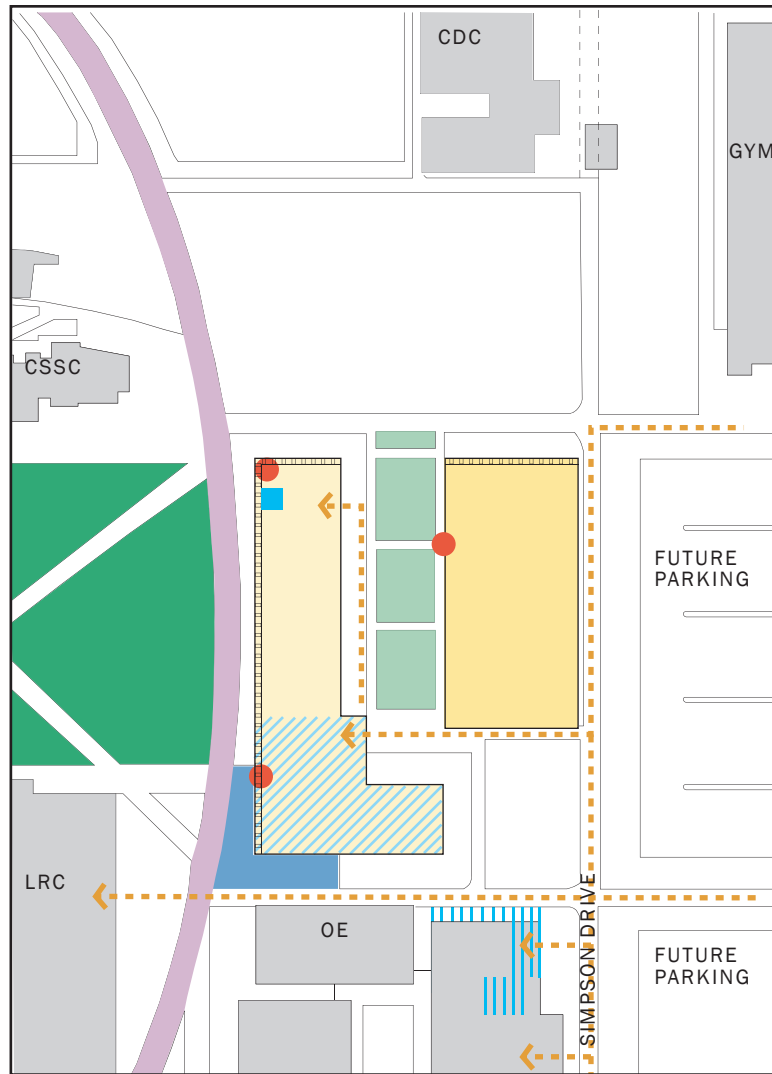 CDC
GYM
CSSC
FUTURE
PARKING
LRC
OE
SIMPSON DRIVE
FUTURE
PARKING